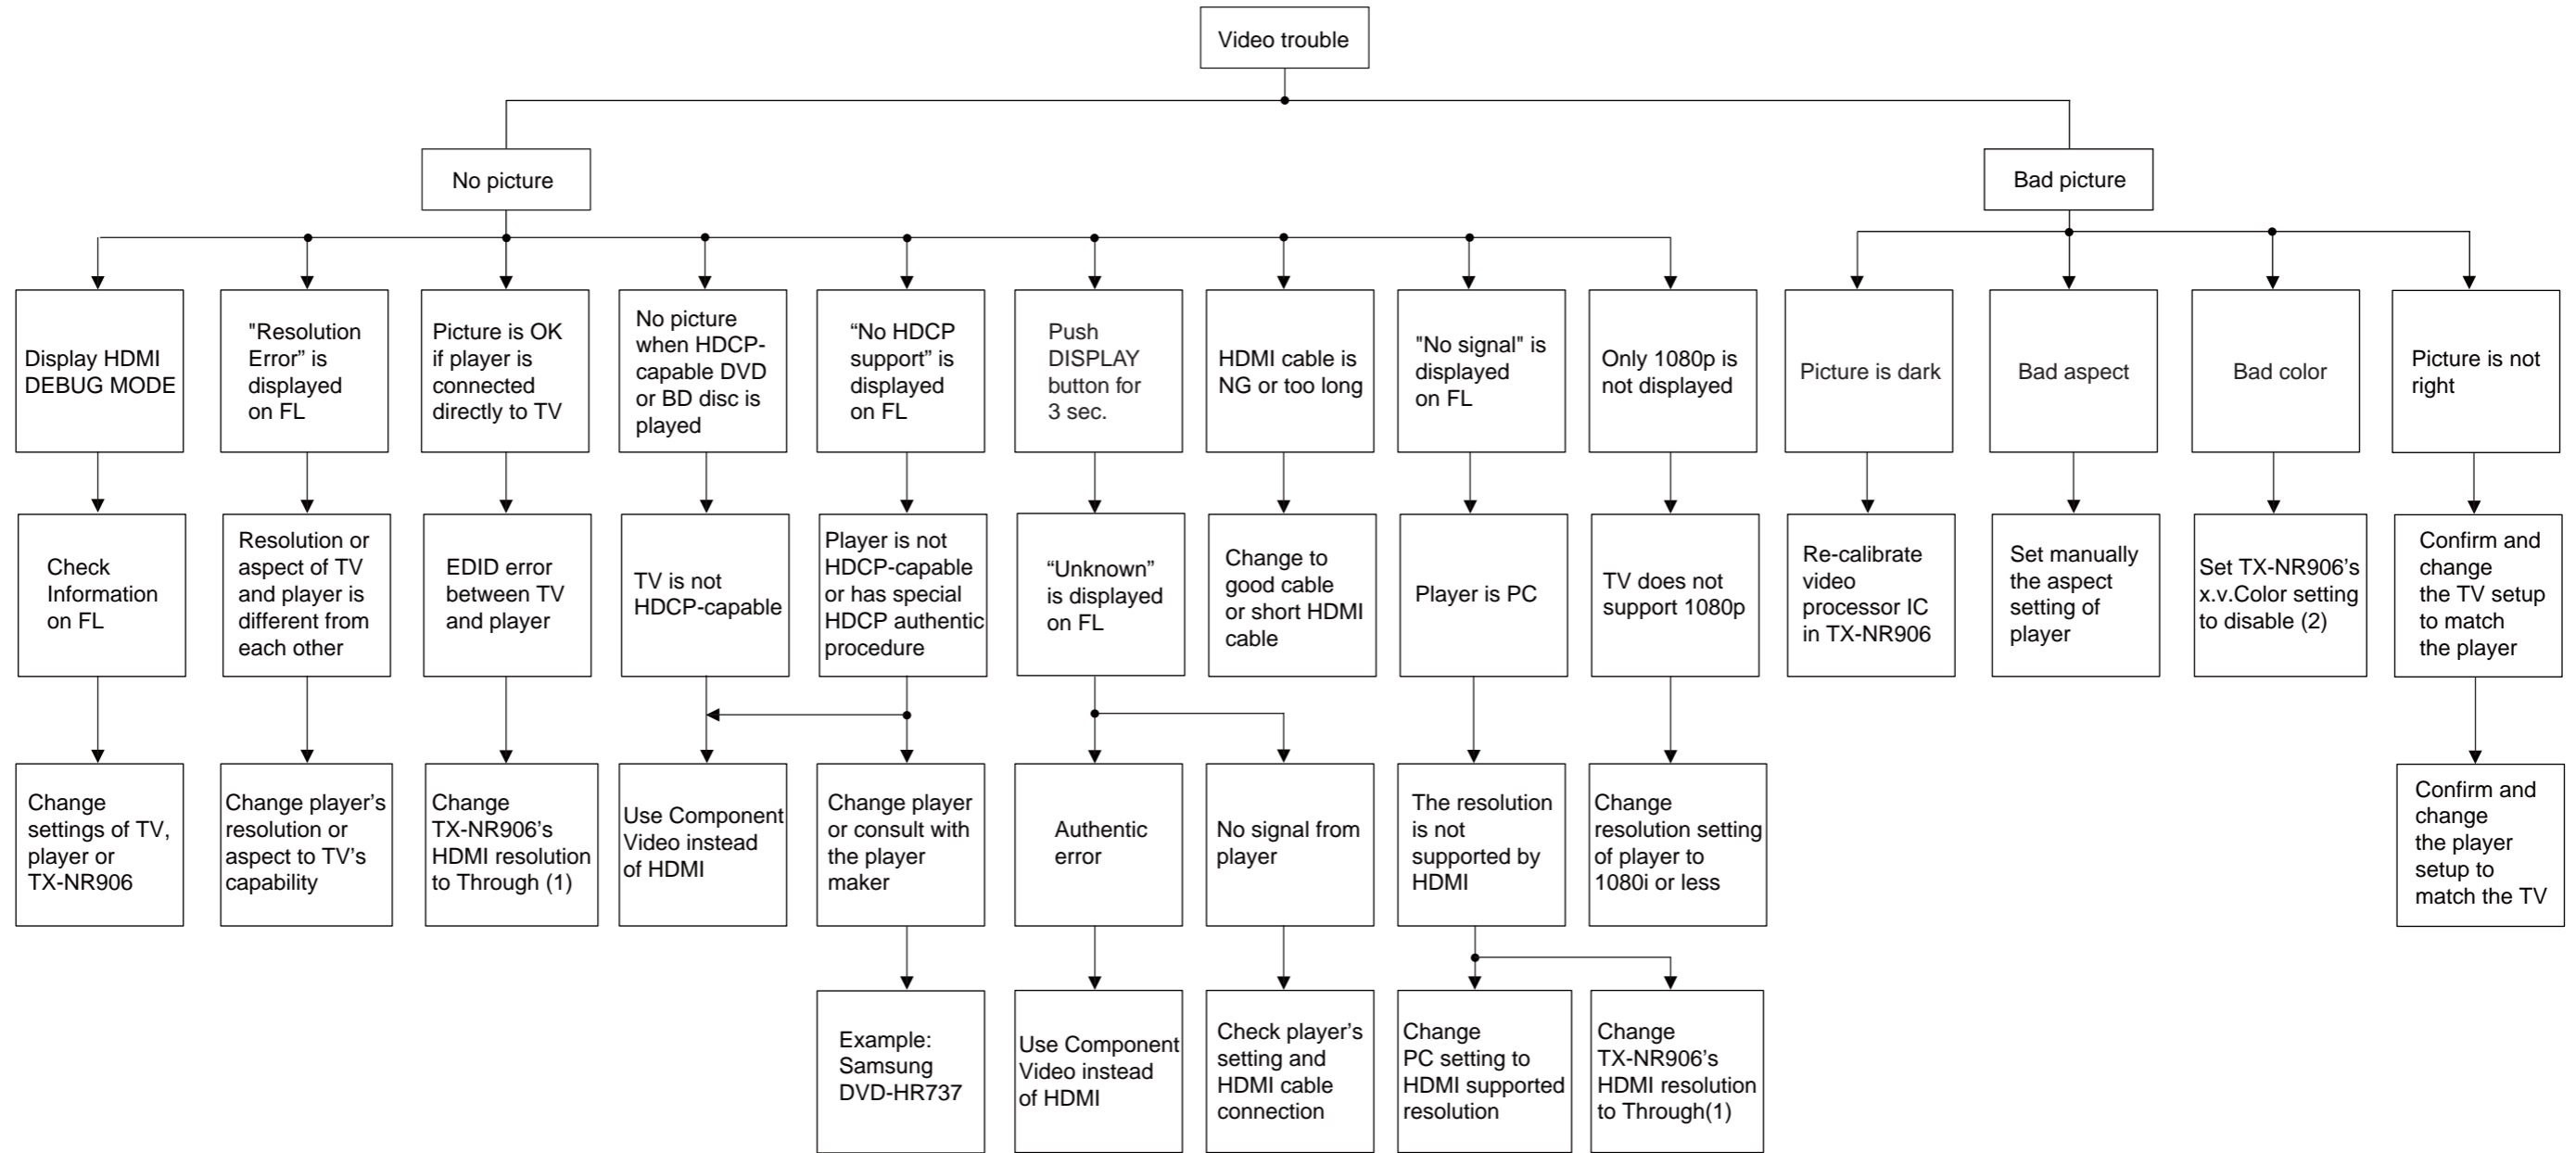 Video trouble
No picture
Bad picture
Display HDMI
DEBUG MODE
"Resolution
Error” is
displayed
on FL
Picture is OK
if player is
connected
directly to TV
No picture
when HDCP-
capable DVD
or BD disc is
played
“No HDCP
support” is
displayed
on FL
Push
DISPLAY
button for
3 sec.
HDMI cable is
NG or too long
"No signal" is
displayed
on FL
Only 1080p is
not displayed
Picture is dark
Bad aspect
Bad color
Picture is not
right
Check
Information
on FL
Resolution or
aspect of TV
and player is
different from
each other
EDID error
between TV
and player
TV is not
HDCP-capable
Player is not
HDCP-capable
or has special
HDCP authentic
procedure
“Unknown”
is displayed
on FL
Change to
good cable
or short HDMI
cable
Player is PC
TV does not
support 1080p
Re-calibrate
video
processor IC
in TX-NR906
Set manually
the aspect
setting of
player
Set TX-NR906’s
x.v.Color setting
to disable (2)
Confirm and
change
the TV setup
to match
the player
Change
settings of TV,
player or
TX-NR906
Change player’s
resolution or
aspect to TV’s
capability
Change
TX-NR906’s
HDMI resolution
to Through (1)
Use Component
Video instead
of HDMI
Change player
or consult with
the player
maker
Authentic
error
No signal from
player
The resolution
is not
supported by
HDMI
Change
resolution setting
of player to
1080i or less
Confirm and
change
the player
setup to
match the TV
Example:
Samsung
DVD-HR737
Use Component
Video instead
of HDMI
Check player’s
setting and
HDMI cable
connection
Change
PC setting to
HDMI supported
resolution
Change
TX-NR906’s
HDMI resolution
to Through(1)